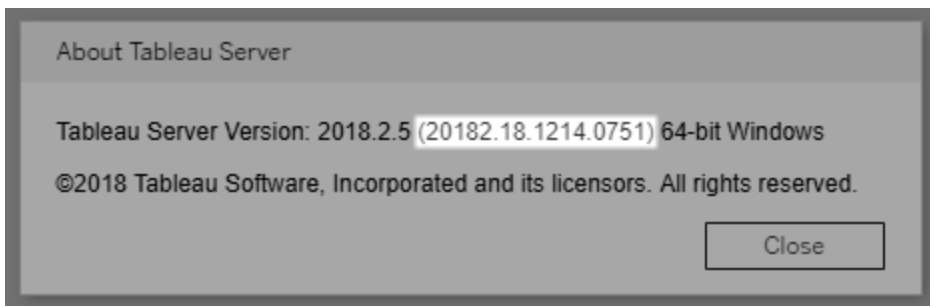 About Tableau Server
Tableau Server Version: 2018.2.5 (20182.18.1214.0751) 64-bit Windows
©2018 Tableau Software, Incorporated and its licensors. All rights reserved.
Close